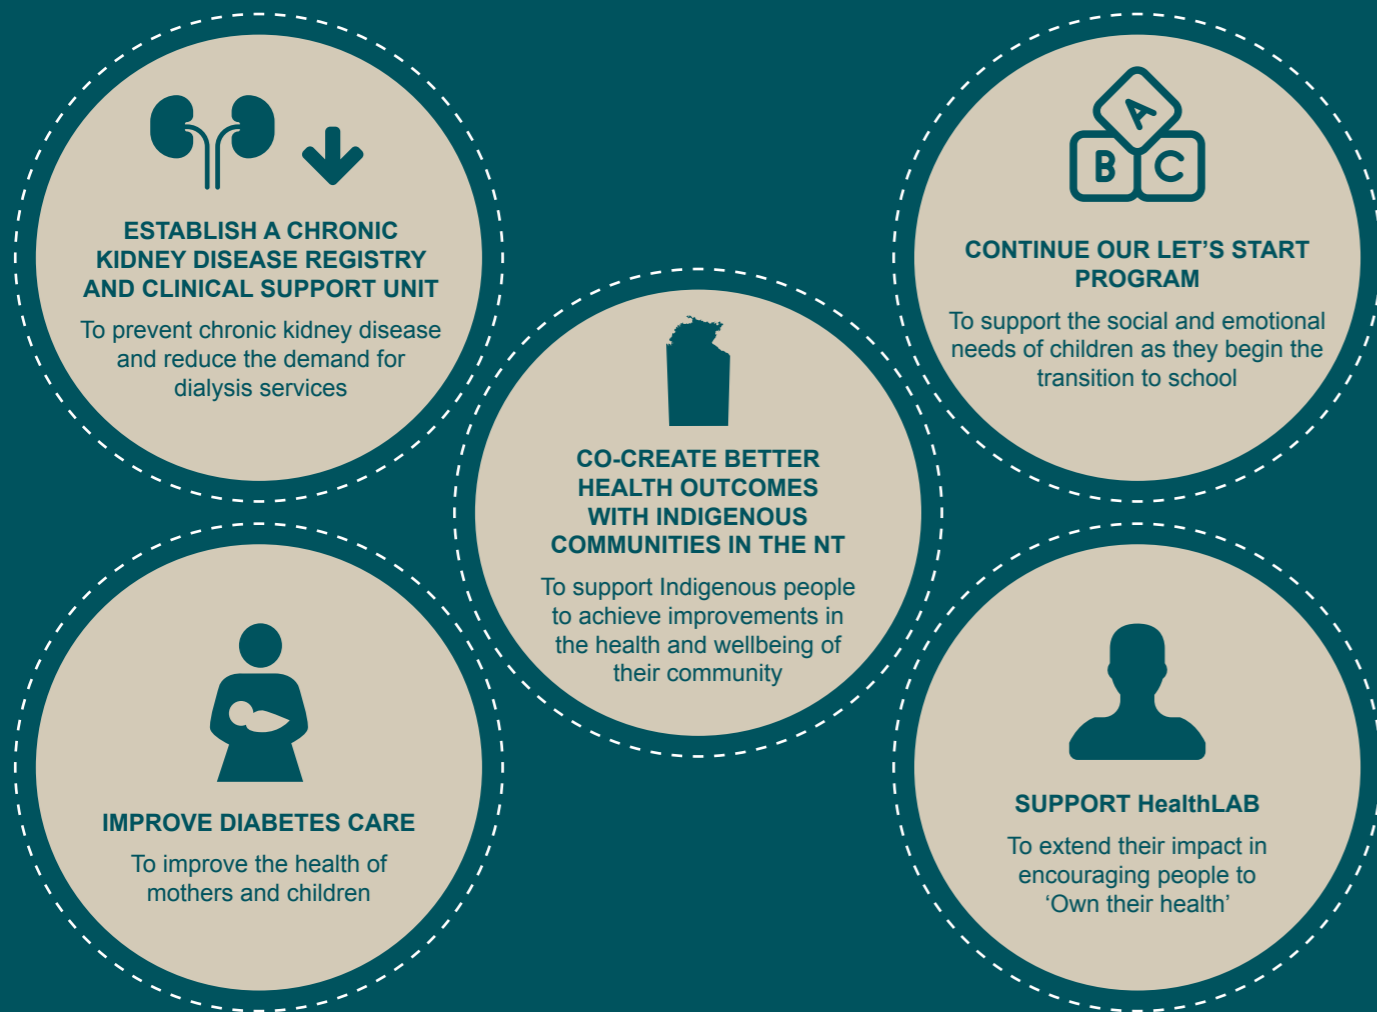 ESTABLISH A CHRONIC
KIDNEY DISEASE REGISTRY
AND CLINICAL SUPPORT UNIT
To prevent chronic kidney disease
and reduce the demand for
dialysis services
A
B C
CONTINUE OUR LET’S START
PROGRAM
To support the social and emotional
needs of children as they begin the
transition to school
CO-CREATE BETTER
HEALTH OUTCOMES
WITH INDIGENOUS
COMMUNITIES IN THE NT
To support Indigenous people
to achieve improvements in
the health and wellbeing of
their community
IMPROVE DIABETES CARE
To improve the health of
mothers and children
SUPPORT HealthLAB
To extend their impact in
encouraging people to
‘Own their health’